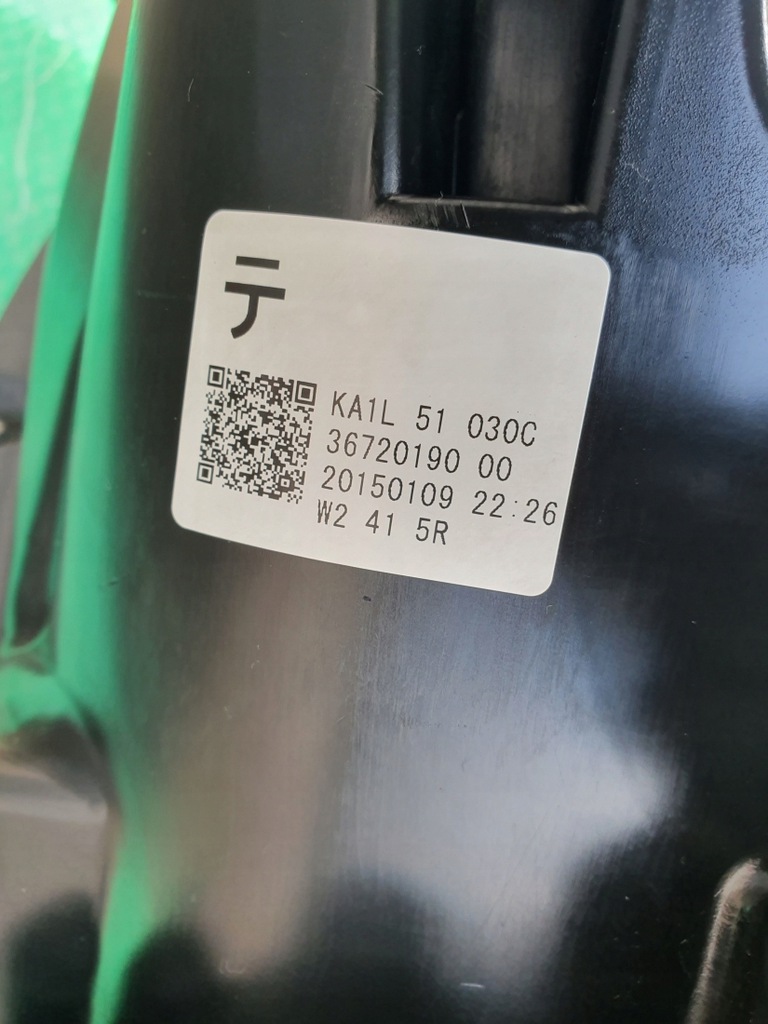 テ
KA1L 51 030C
36720190 00
20150109 22:26
W2 41 5R